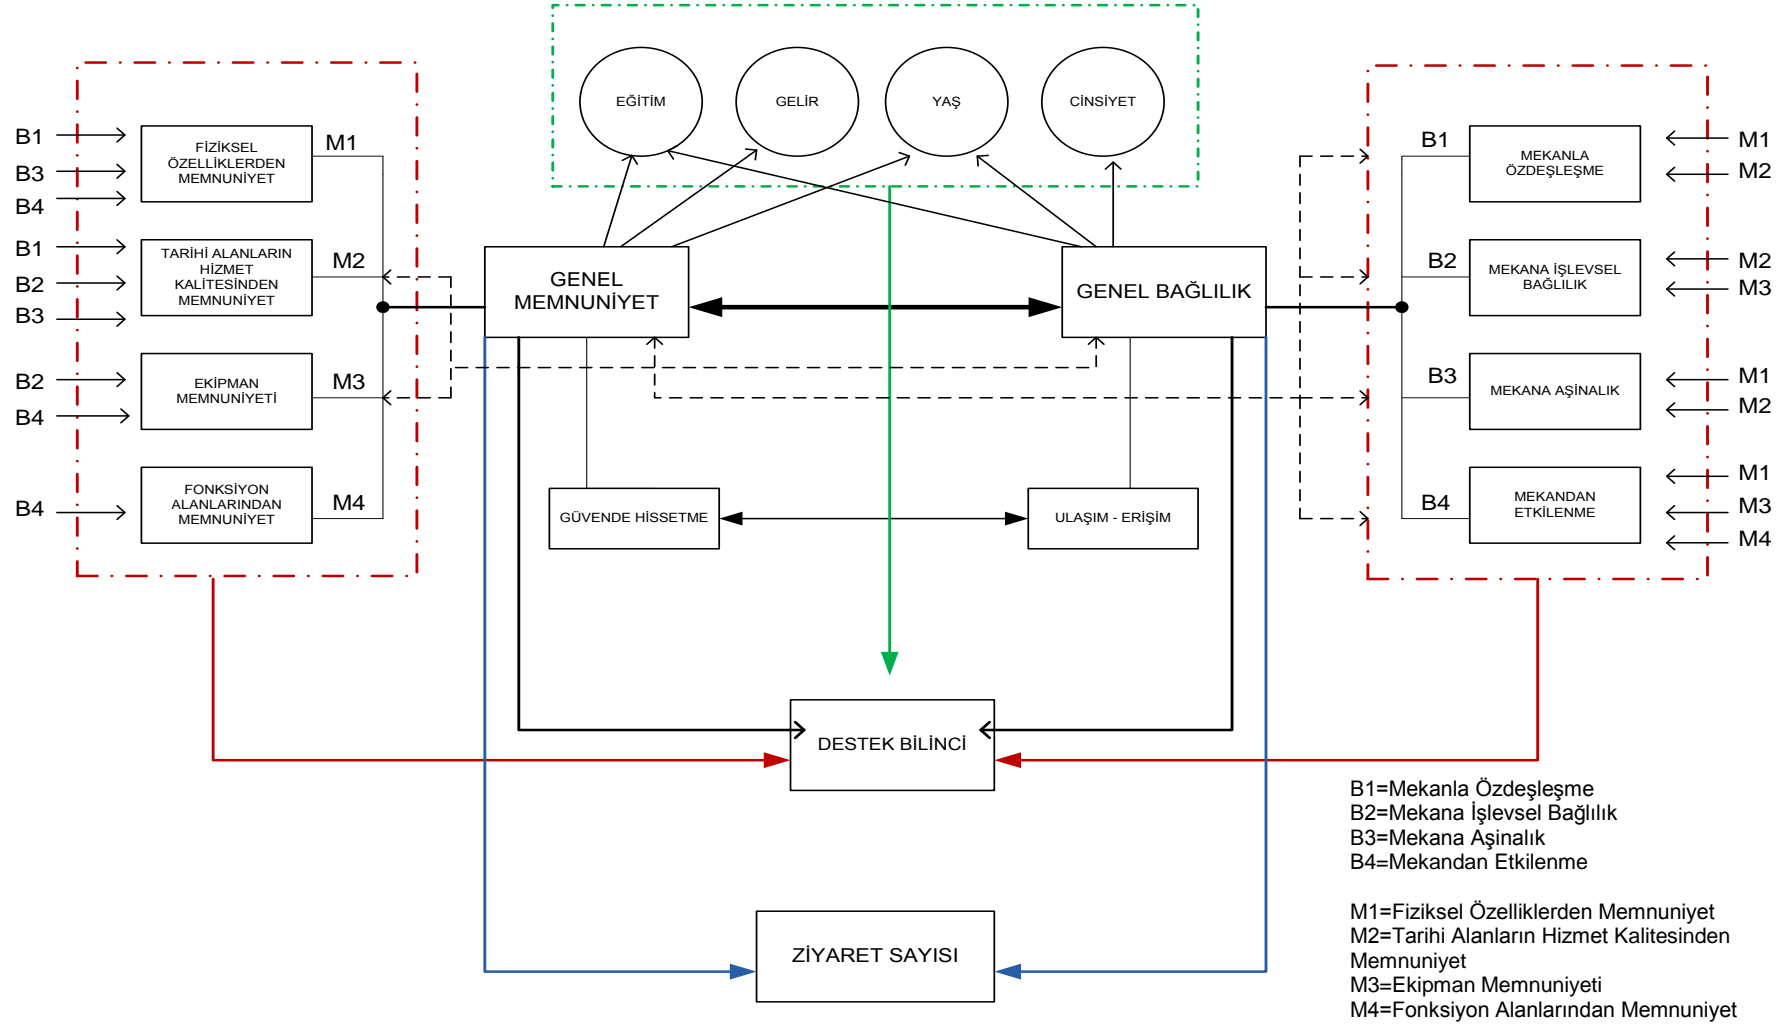 EĞİTİM
GELİR
YAŞ
CİNSİYET
B1
B3
B4
B1
B2
B3
B2
B4
B4
FİZİKSEL
ÖZELLİKLERDEN
MEMNUNİYET
M1
TARİHİ ALANLARIN
HİZMET
KALİTESİNDEN
MEMNUNİYET
M2
EKİPMAN
MEMNUNİYETİ
M3
FONKSİYON
ALANLARINDAN
MEMNUNİYET
M4
GENEL
MEMNUNİYET
GENEL BAĞLILIK
GÜVENDE HİSSETME
ULAŞIM - ERİŞİM
B1
MEKANLA
ÖZDEŞLEŞME
B2
MEKANA İŞLEVSEL
BAĞLILIK
B3
MEKANA AŞİNALIK
B4
MEKANDAN
ETKİLENME
M1
M2
M2
M3
M1
M2
M1
M3
M4
DESTEK BİLİNCİ
ZİYARET SAYISI
B1=Mekanla Özdeşleşme
B2=Mekana İşlevsel Bağlılık
B3=Mekana Aşinalık
B4=Mekandan Etkilenme
M1=Fiziksel Özelliklerden Memnuniyet
M2=Tarihi Alanların Hizmet Kalitesinden
Memnuniyet
M3=Ekipman Memnuniyeti
M4=Fonksiyon Alanlarından Memnuniyet